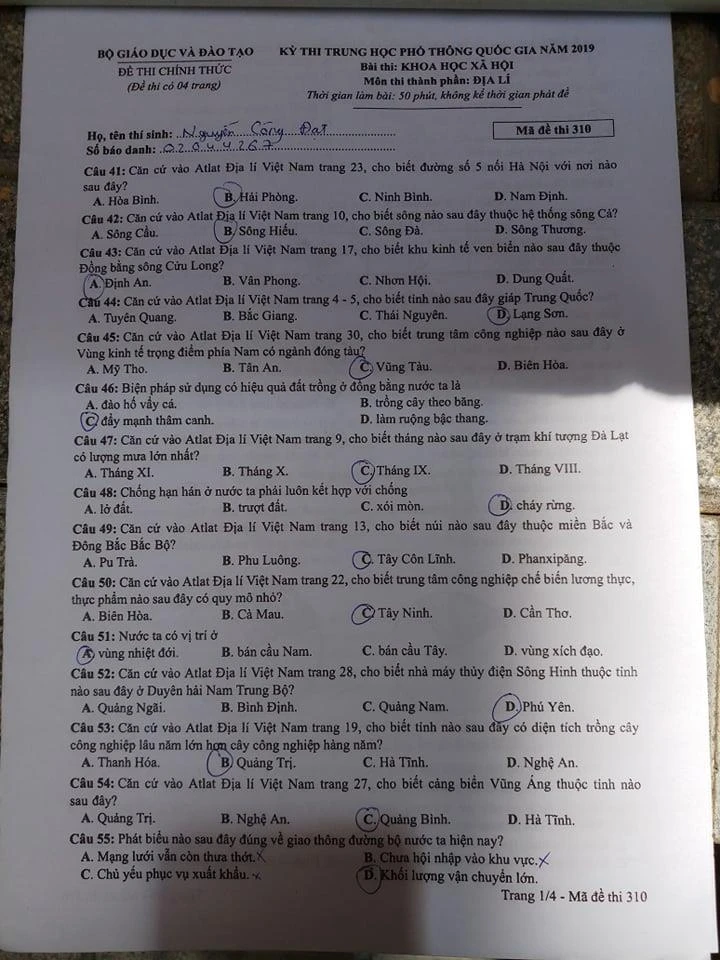 BỘ GIÁO DỤC VÀ ĐÀO TẠO
ĐỀ THI CHÍNH THỨC
(Đề thi có 04 trang)
KỲ THI TRUNG HỌC PHỔ THÔNG QUỐC GIA NĂM 2019
Bài thi: KHOA HỌC XÃ HỘI
Môn thi thành phần: ĐỊA LÍ
Thời gian làm bài: 50 phút, không kể thời gian phát đề
Họ, tên thí sinh: Nguyễn Công Đạt
Số báo danh: 02044267
Mã đề thi 310
Câu 41: Căn cứ vào Atlat Địa lí Việt Nam trang 23, cho biết đường số 5 nối Hà Nội với nơi nào
sau đây?
A. Hòa Bình. B. Hải Phòng. C. Ninh Bình. D. Nam Định.
Câu 42: Căn cứ vào Atlat Địa lí Việt Nam trang 10, cho biết sông nào sau đây thuộc hệ thống sông Cả?
A. Sông Cầu. B. Sông Hiếu. C. Sông Đà. D. Sông Thương.
Câu 43: Căn cứ vào Atlat Địa lí Việt Nam trang 17, cho biết khu kinh tế ven biển nào sau đây thuộc
Đồng bằng sông Cửu Long?
A. Định An. B. Vân Phong. C. Nhơn Hội. D. Dung Quất.
Câu 44: Căn cứ vào Atlat Địa lí Việt Nam trang 4 - 5, cho biết tỉnh nào sau đây giáp Trung Quốc?
A. Tuyên Quang. B. Bắc Giang. C. Thái Nguyên. D. Lạng Sơn.
Câu 45: Căn cứ vào Atlat Địa lí Việt Nam trang 30, cho biết trung tâm công nghiệp nào sau đây ở
Vùng kinh tế trọng điểm phía Nam có ngành đóng tàu?
A. Mỹ Tho. B. Tân An. C. Vũng Tàu. D. Biên Hòa.
Câu 46: Biện pháp sử dụng có hiệu quả đất trồng ở đồng bằng nước ta là
A. đào hố vẩy cá. B. trồng cây theo băng.
C. đẩy mạnh thâm canh. D. làm ruộng bậc thang.
Câu 47: Căn cứ vào Atlat Địa lí Việt Nam trang 9, cho biết tháng nào sau đây ở trạm khí tượng Đà Lạt
có lượng mưa lớn nhất?
A. Tháng XI. B. Tháng X. C. Tháng IX. D. Tháng VIII.
Câu 48: Chống hạn hán ở nước ta phải luôn kết hợp với chống
A. lở đất. B. trượt đất. C. xói mòn. D. cháy rừng.
Câu 49: Căn cứ vào Atlat Địa lí Việt Nam trang 13, cho biết núi nào sau đây thuộc miền Bắc và
Đông Bắc Bắc Bộ?
A. Pu Trà. B. Phu Luông. C. Tây Côn Lĩnh. D. Phanxipăng.
Câu 50: Căn cứ vào Atlat Địa lí Việt Nam trang 22, cho biết trung tâm công nghiệp chế biến lương thực,
thực phẩm nào sau đây có quy mô nhỏ?
A. Biên Hòa. B. Cà Mau. C. Tây Ninh. D. Cần Thơ.
Câu 51: Nước ta có vị trí ở
A. vùng nhiệt đới. B. bán cầu Nam. C. bán cầu Tây. D. vùng xích đạo.
Câu 52: Căn cứ vào Atlat Địa lí Việt Nam trang 28, cho biết nhà máy thủy điện Sông Hinh thuộc tỉnh
nào sau đây ở Duyên hải Nam Trung Bộ?
A. Quảng Ngãi. B. Bình Định. C. Quảng Nam. D. Phú Yên.
Câu 53: Căn cứ vào Atlat Địa lí Việt Nam trang 19, cho biết tỉnh nào sau đây có diện tích trồng cây
công nghiệp lâu năm lớn hơn cây công nghiệp hàng năm?
A. Thanh Hóa. B. Quảng Trị. C. Hà Tĩnh. D. Nghệ An.
Câu 54: Căn cứ vào Atlat Địa lí Việt Nam trang 27, cho biết cảng biển Vũng Áng thuộc tỉnh nào
sau đây?
A. Quảng Trị. B. Nghệ An. C. Quảng Bình. D. Hà Tĩnh.
Câu 55: Phát biểu nào sau đây đúng về giao thông đường bộ nước ta hiện nay?
A. Mạng lưới vẫn còn thưa thớt. B. Chưa hội nhập vào khu vực.
C. Chủ yếu phục vụ xuất khẩu. D. Khối lượng vận chuyển lớn.
Trang 1/4 - Mã đề thi 310